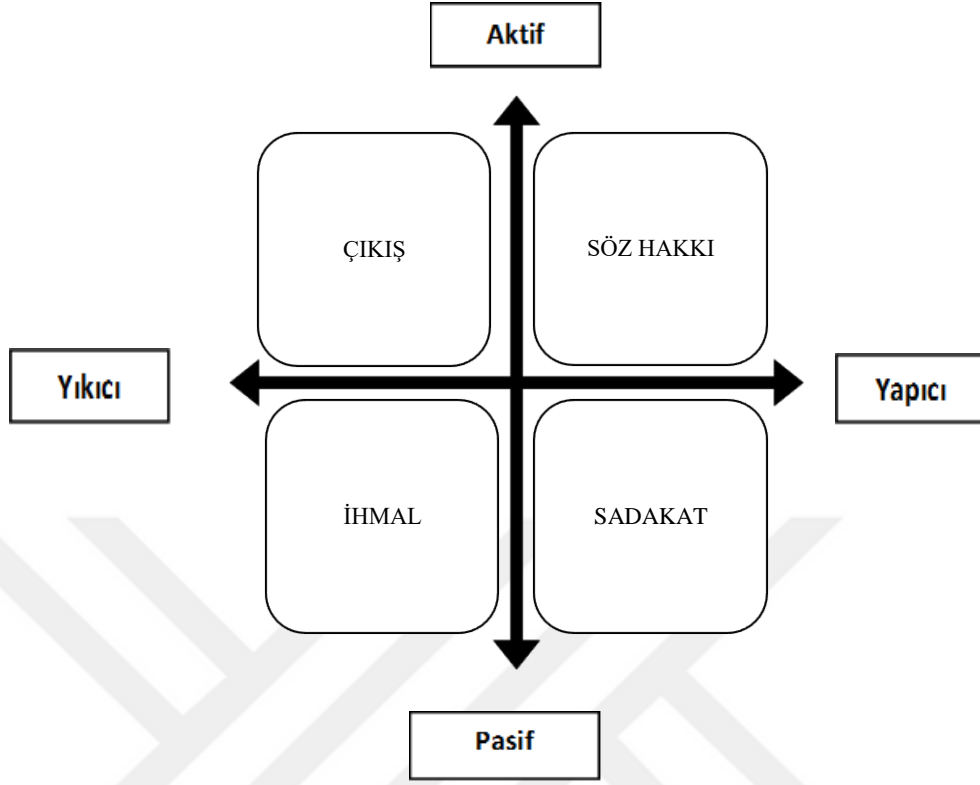 Aktif
ÇIKIŞ
SÖZ HAKKI
Yıkıcı
Yapıcı
İHMAL
SADAKAT
Pasif